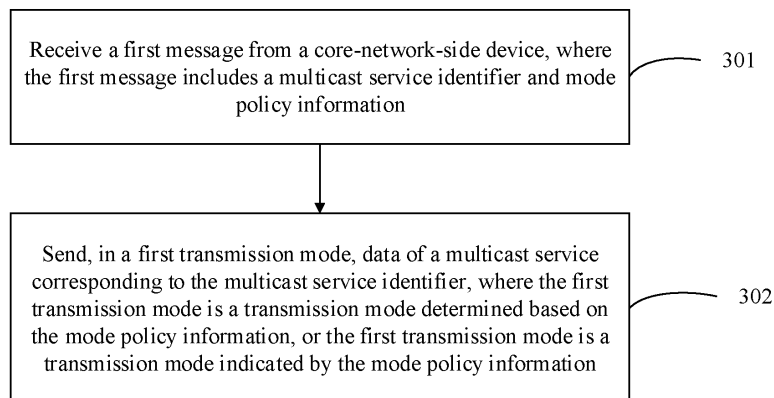 Receive a first message from a core-network-side device, where
the first message includes a multicast service identifier and mode
policy information
301
Send, in a first transmission mode, data of a multicast service
corresponding to the multicast service identifier, where the first
transmission mode is a transmission mode determined based on
the mode policy information, or the first transmission mode is a
transmission mode indicated by the mode policy information
302